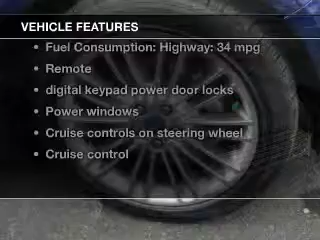 VEHICLE FEATURES
• Fuel Consumption: Highway: 34 mpg
• Remote
• digital keypad power door locks
• Power windows
• Cruise controls on steering wheel
• Cruise control